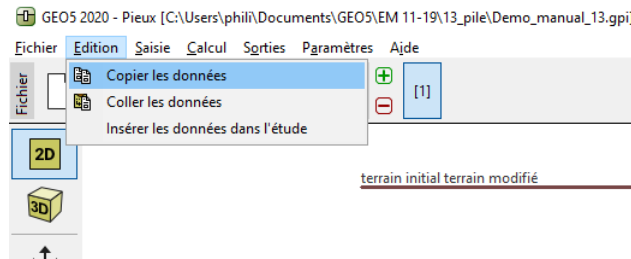 GEO5 2020 - Pieux [C:\Users\phili\Documents\GEO5\EM 11-19\13_pile\Demo_manual_13.gpi]
Fichier Edition Saisie Calcul Sorties Paramètres Aide
Fichier
Copier les données
Coller les données
Insérer les données dans l'étude
[1]
2D
3D
terrain initial terrain modifié